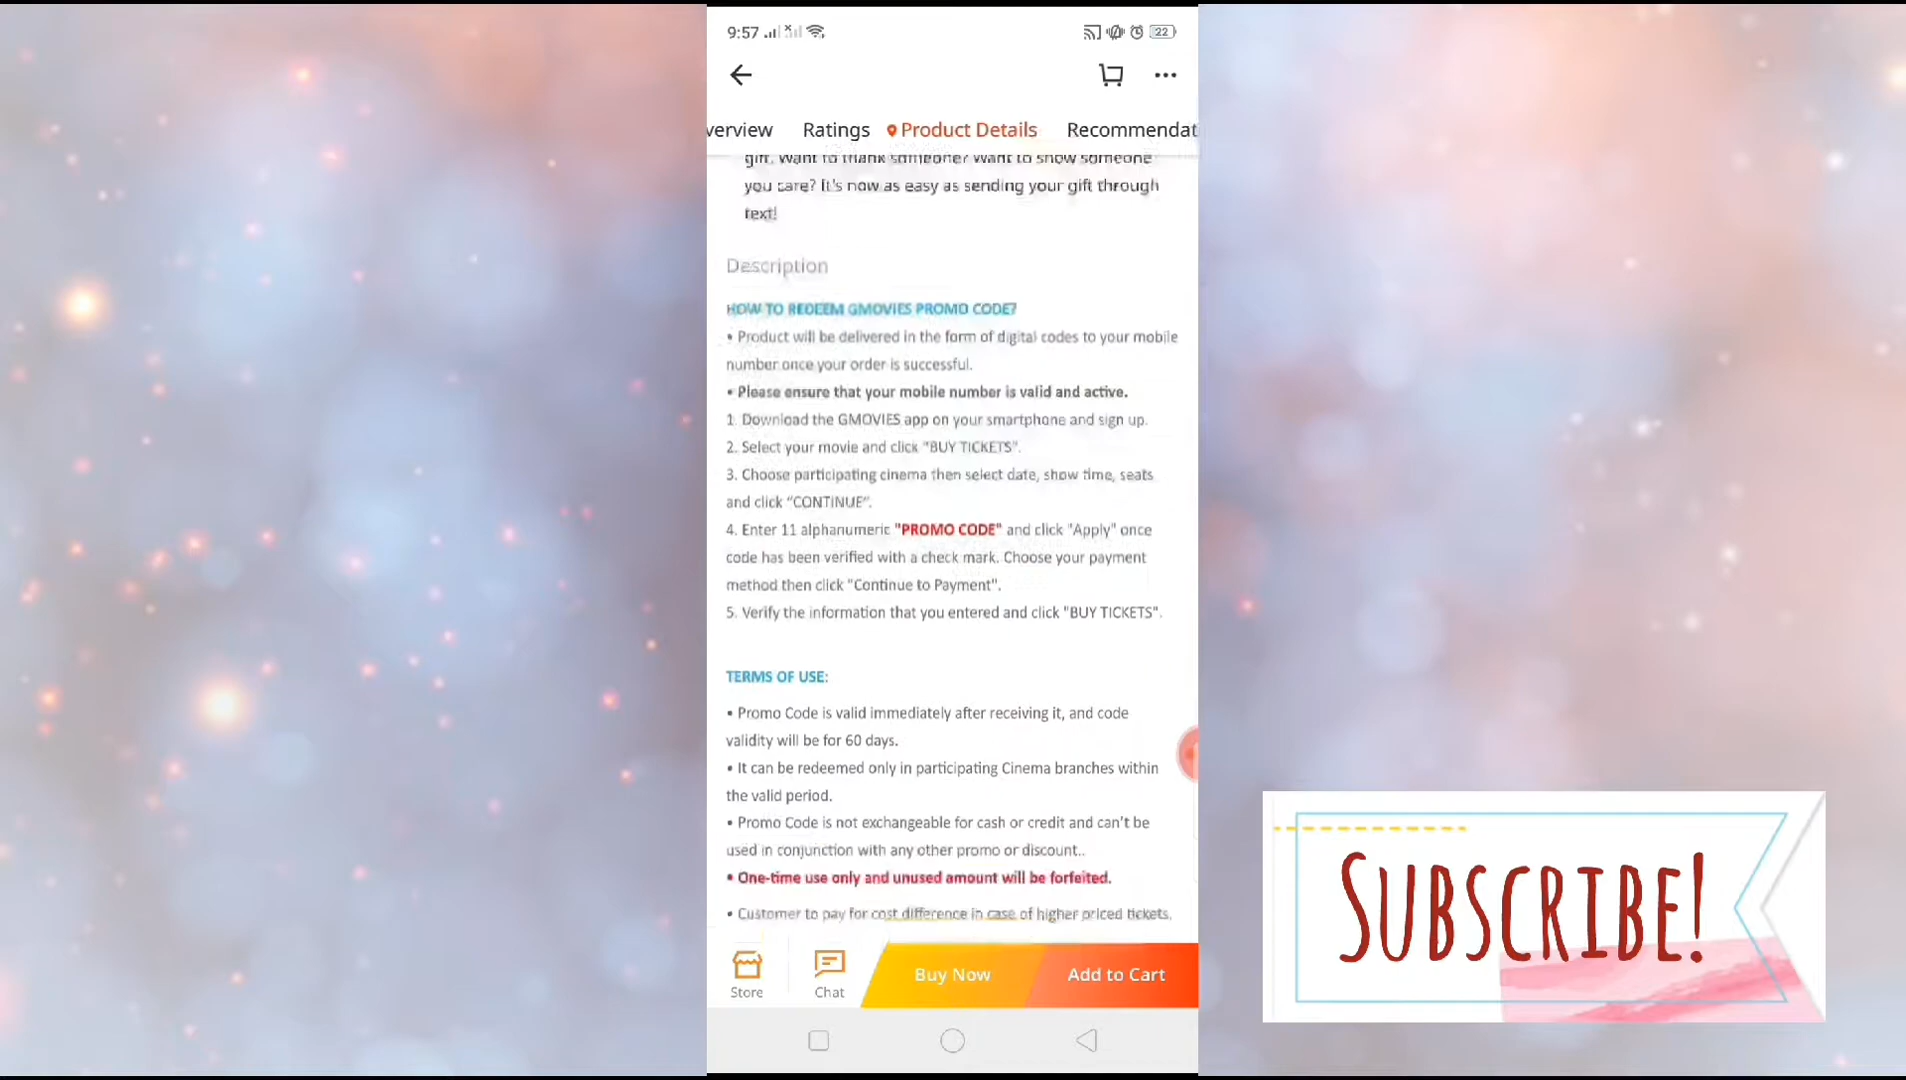 9:57
22
verview Ratings Product Details Recommendat
gift. Want to thank someone? Want to show someone
you care? It's now as easy as sending your gift through
text!
Description
HOW TO REDEEM GMOVIES PROMO CODE?
• Product will be delivered in the form of digital codes to your mobile
number once your order is successful.
• Please ensure that your mobile number is valid and active.
1. Download the GMOVIES app on your smartphone and sign up.
2. Select your movie and click "BUY TICKETS".
3. Choose participating cinema then select date, show time, seats
and click "CONTINUE".
4. Enter 11 alphanumeric "PROMO CODE" and click "Apply" once
code has been verified with a check mark. Choose your payment
method then click "Continue to Payment".
5. Verify the information that you entered and click "BUY TICKETS".
TERMS OF USE:
• Promo Code is valid immediately after receiving it, and code
validity will be for 60 days.
• It can be redeemed only in participating Cinema branches within
the valid period.
• Promo Code is not exchangeable for cash or credit and can't be
used in conjunction with any other promo or discount..
• One-time use only and unused amount will be forfeited.
• Customer to pay for cost difference in case of higher priced tickets.
Store Chat Buy Now Add to Cart
SUBSCRIBE!